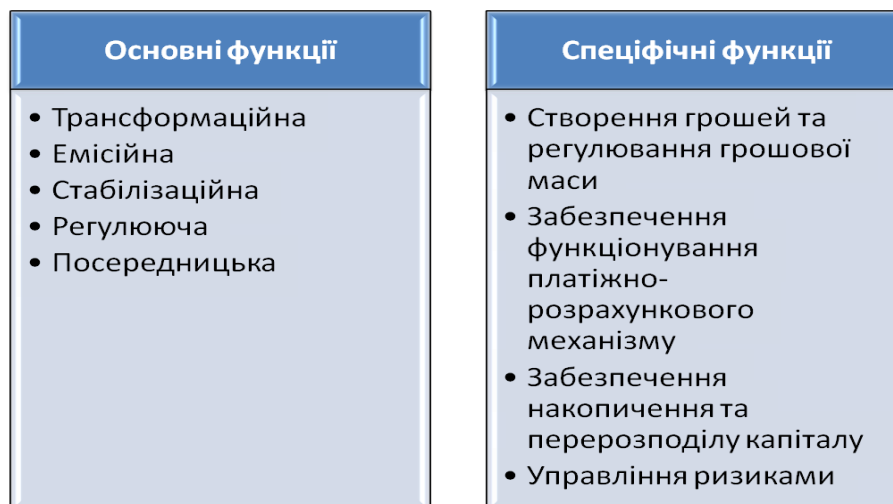 Основні функції
• Трансформаційна
• Емісійна
• Стабілізаційна
• Регулююча
• Посередницька
Спеціфічні функції
• Створення грошей та
регулювання грошової
маси
• Забезпечення
функціонування
платіжно-
розрахункового
механізму
• Забезпечення
накопичення та
перерозподілу капіталу
• Управління ризиками